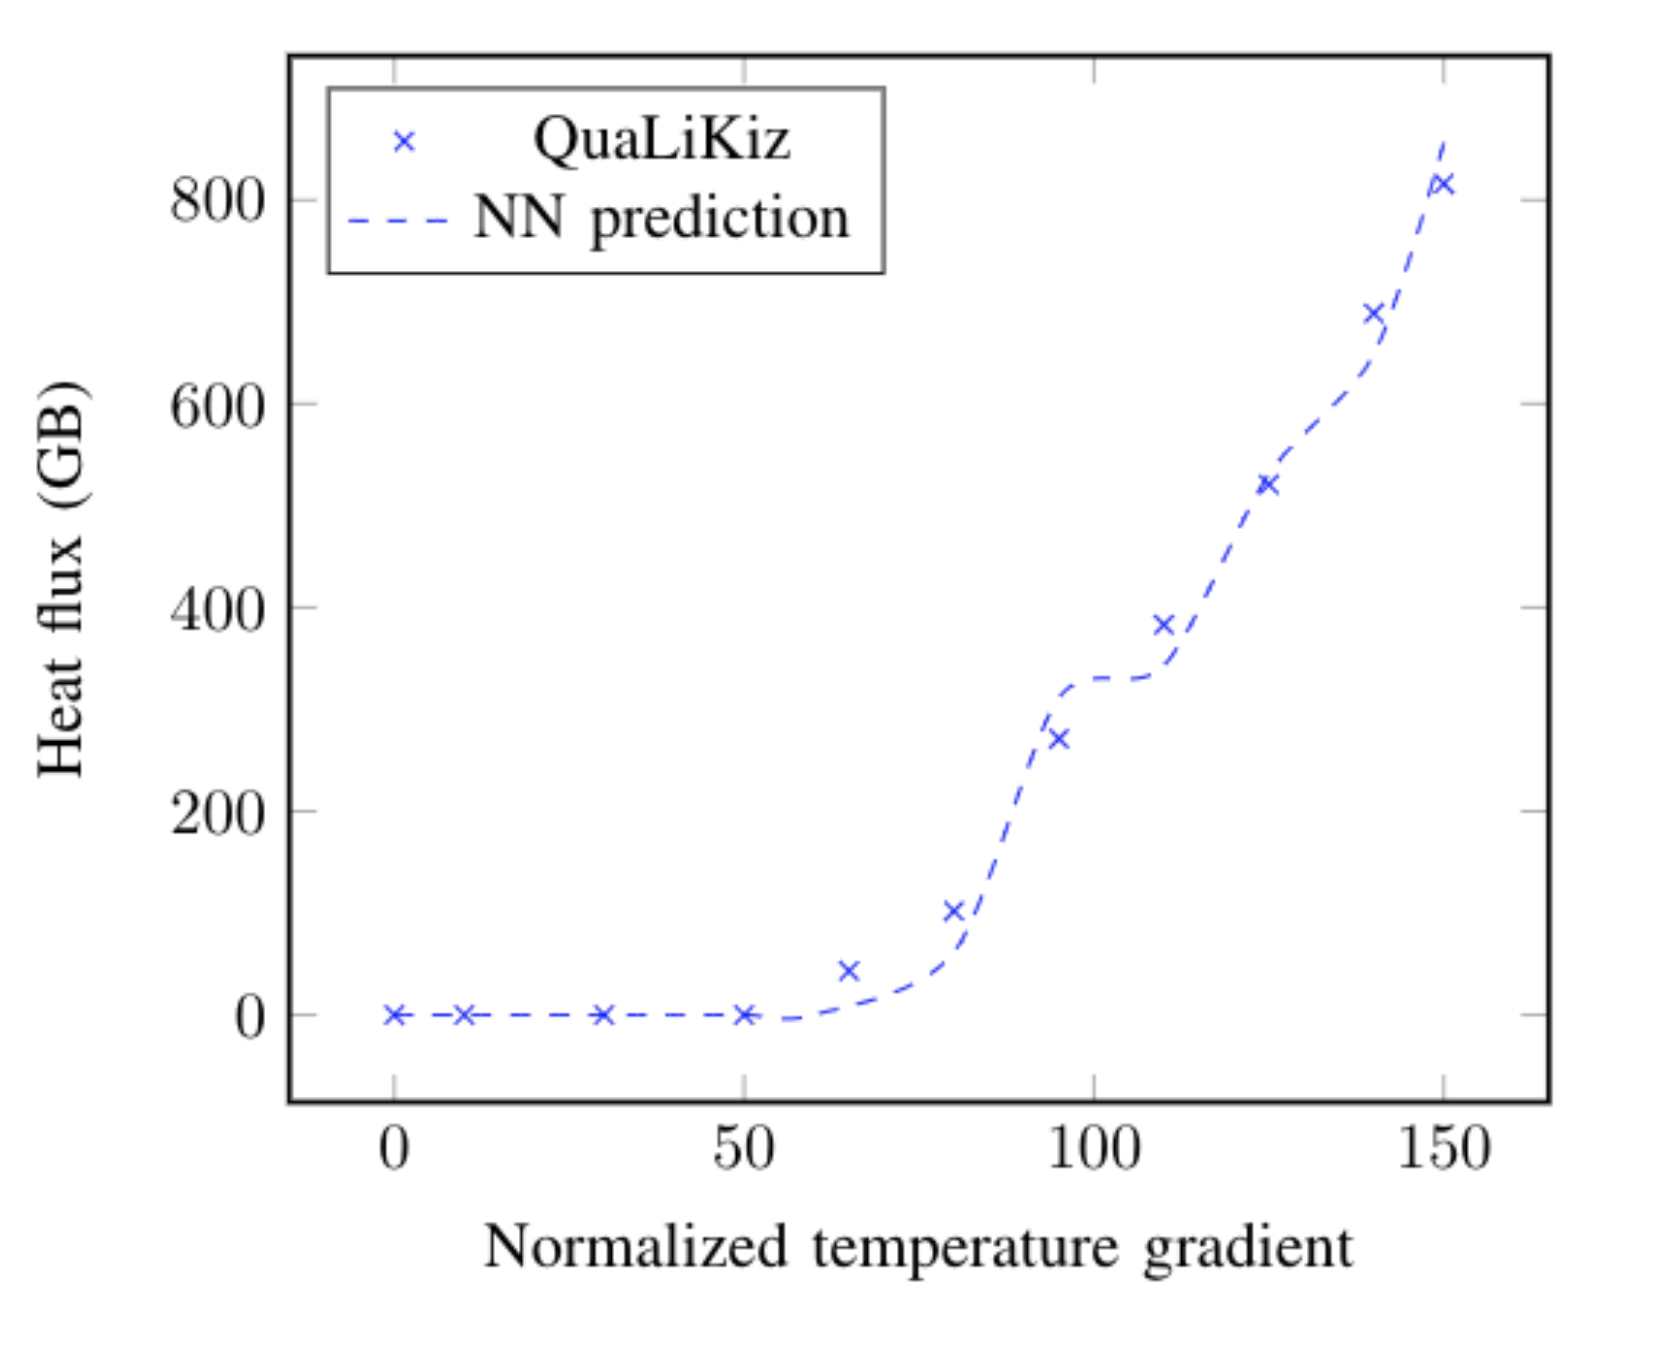 QuaLiKiz
NN prediction
800
600
400
200
0
0 50 100 150
Heat flux (GB)
Normalized temperature gradient